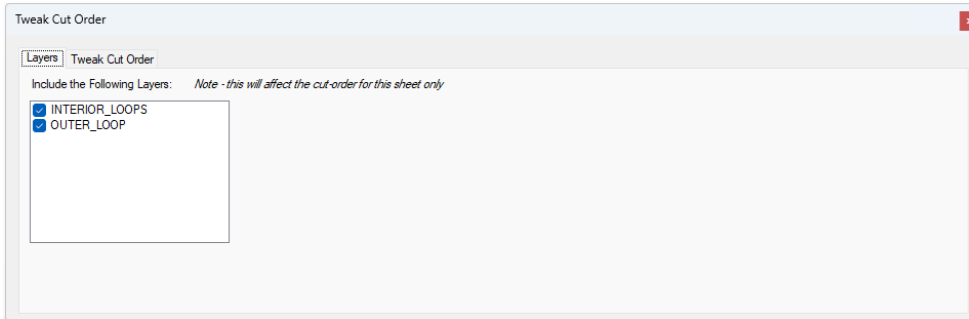 Tweak Cut Order
Layers Tweak Cut Order
Include the Following Layers: Note - this will affect the cut-order for this sheet only
INTERIOR_LOOPS
OUTER_LOOP